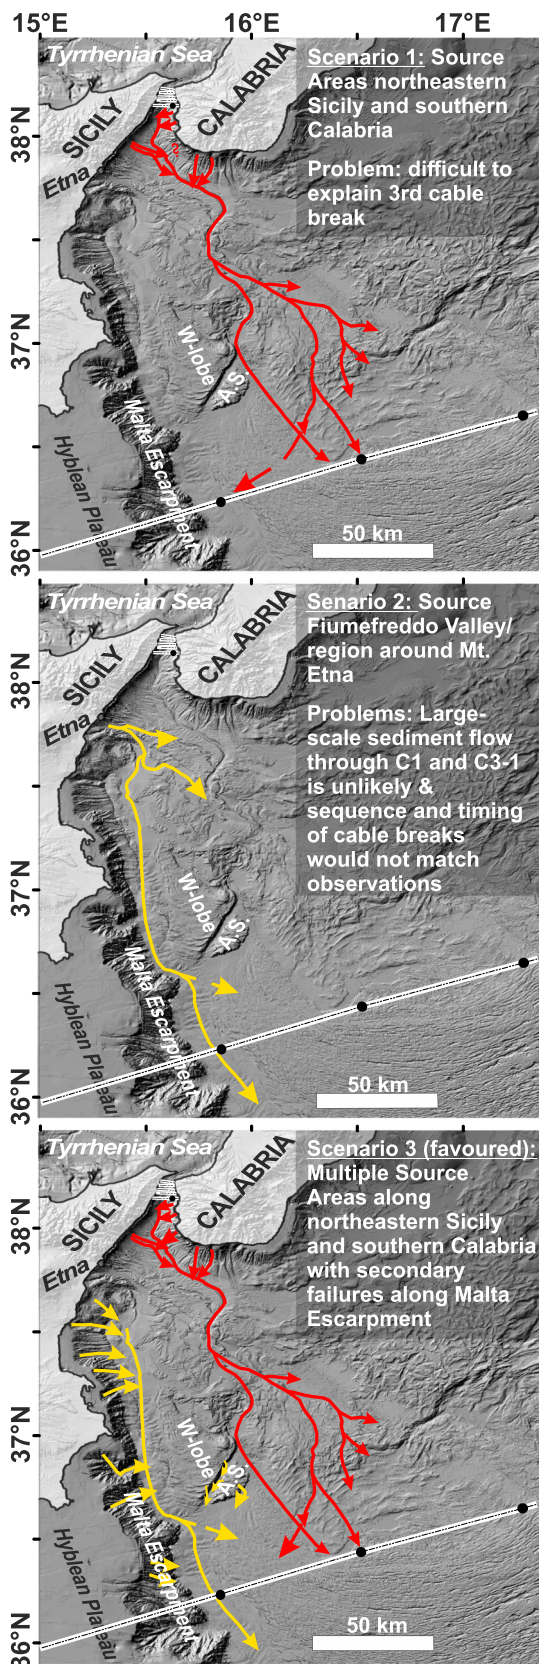 15°E 16°E 17°E
Tyrrhenian Sea
SICILY
CALABRIA
Etna
Scenario 1: Source
Areas northeastern
Sicily and southern
Calabria
Problem: difficult to
explain 3rd cable
break
?
38°N
37°N
36°N
W-lobe
A.S.
Malta Escarpment
Hyblean Plateau
50 km
Tyrrhenian Sea
SICILY
CALABRIA
Etna
Senario 2: Source
Fiumefreddo Valley/
region around Mt.
Etna
Problems: Large-
scale sediment flow
through C1 and C3-1
is unlikely &
sequence and timing
of cable breaks
would not match
observations
38°N
37°N
36°N
W-lobe
A.S.
Malta Escarpment
Hyblean Plateau
50 km
Tyrrhenian Sea
SICILY
CALABRIA
Etna
Scenario 3 (favoured):
Multiple Source
Areas along
northeastern Sicily
and southern Calabria
with secondary
failures along Malta
Escarpment
38°N
37°N
36°N
W-lobe
A.S.
Malta Escarpment
Hyblean Plateau
50 km